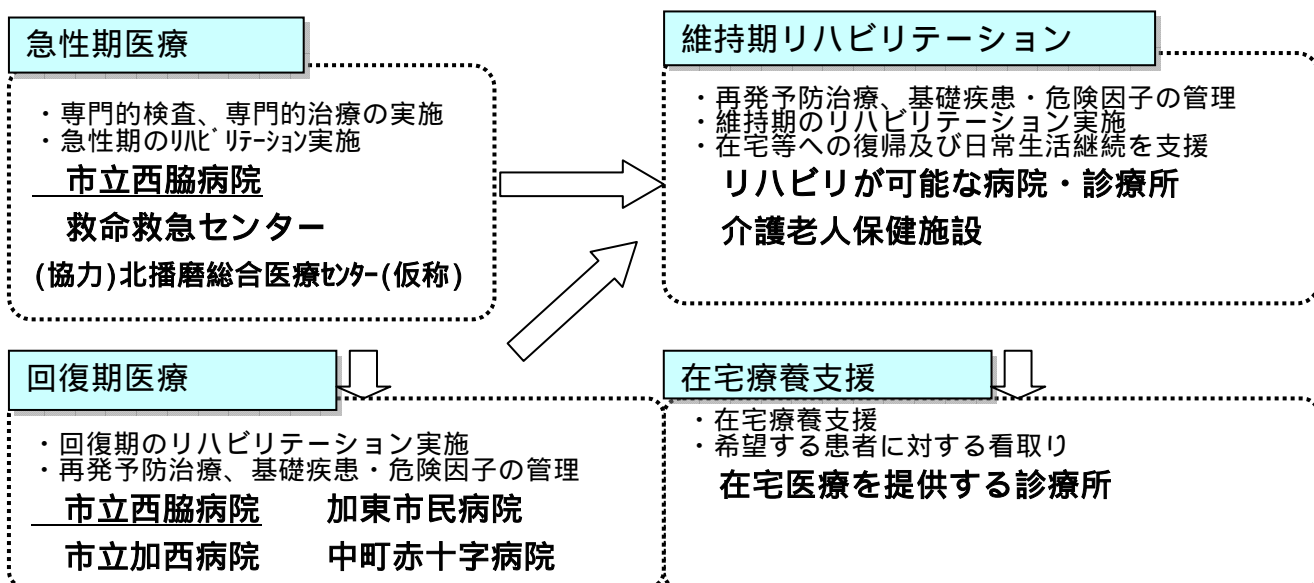 急性期医療
・専門的検査、専門的治療の実施
・急性期のﾘﾊﾋﾞﾘﾃｰｼｮﾝ実施
市立西脇病院
救命救急センター
(協力)北播磨総合医療ｾﾝﾀｰ(仮称)
維持期リハビリテーション
・再発予防治療、基礎疾患・危険因子の管理
・維持期のリハビリテーション実施
・在宅等への復帰及び日常生活継続を支援
リハビリが可能な病院・診療所
介護老人保健施設
回復期医療
・回復期のリハビリテーション実施
・再発予防治療、基礎疾患・危険因子の管理
市立西脇病院　加東市民病院
市立加西病院　中町赤十字病院
在宅療養支援
・在宅療養支援
・希望する患者に対する看取り
在宅医療を提供する診療所